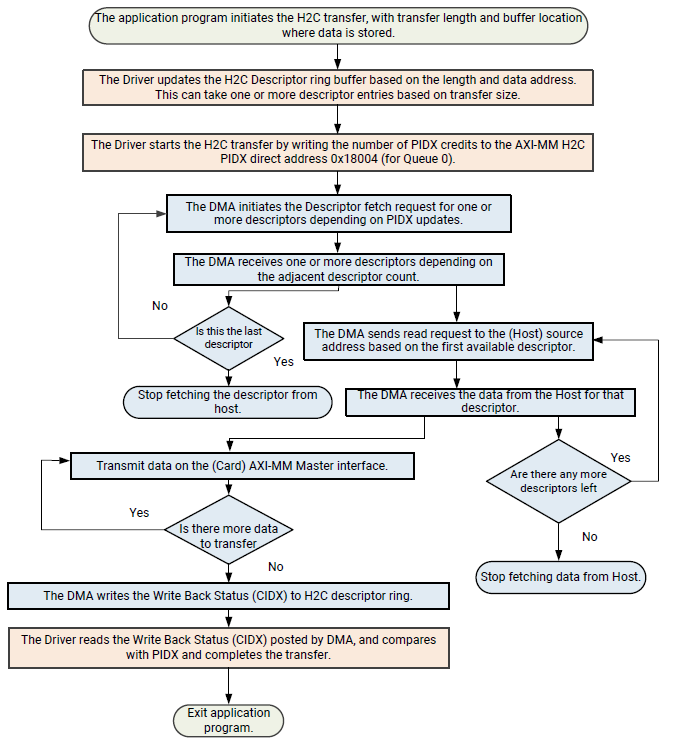 The application program initiates the H2C transfer, with transfer length and buffer location
where data is stored.
The Driver updates the H2C Descriptor ring buffer based on the length and data address.
This can take one or more descriptor entries based on transfer size.
The Driver starts the H2C transfer by writing the number of PIDX credits to the AXI-MM H2C
PIDX direct address 0x18004 (for Queue 0).
The DMA initiates the Descriptor fetch request for one or
more descriptors depending on PIDX updates.
The DMA receives one or more descriptors depending on
the adjacent descriptor count.
No
Is this the last
descriptor
Yes
The DMA sends read request to the (Host) source
address based on the first available descriptor.
Stop fetching the descriptor from
host.
The DMA receives the data from the Host for that
descriptor.
Transmit data on the (Card) AXI-MM Master interface.
Yes
Are there any more
descriptors left
Yes
Is there more data
to transfer
No
No
Stop fetching data from Host.
The DMA writes the Write Back Status (CIDX) to H2C descriptor ring.
The Driver reads the Write Back Status (CIDX) posted by DMA, and compares
with PIDX and completes the transfer.
Exit application
program.